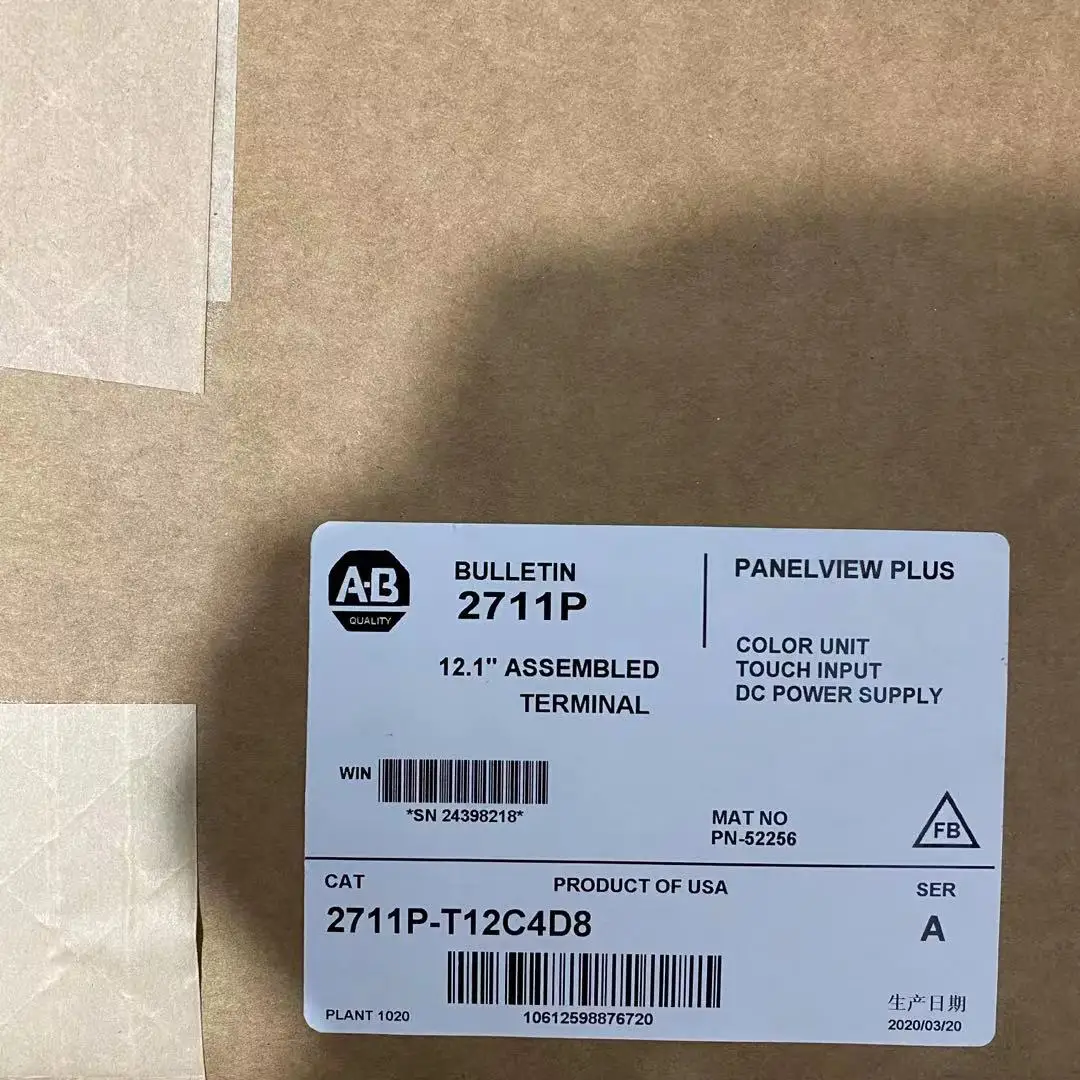 A-B
QUALITY
BULLETIN
2711P
12.1" ASSEMBLED
TERMINAL
PANELVIEW PLUS
COLOR UNIT
TOUCH INPUT
DC POWER SUPPLY
WIN
*SN 24398218*
MAT NO
PN-52256
FB
CAT
PRODUCT OF USA
SER
2711P-T12C4D8
A
PLANT 1020
10612598876720
生产日期
2020/03/20